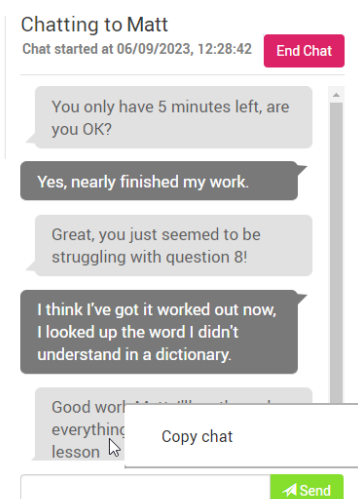 Chatting to Matt
Chat started at 06/09/2023, 12:28:42
End Chat
You only have 5 minutes left, are
you OK?
Yes, nearly finished my work.
Great, you just seemed to be
struggling with question 8!
I think I've got it worked out now,
I looked up the word I didn't
understand in a dictionary.
Good work
everything
lesson
Copy chat
Send